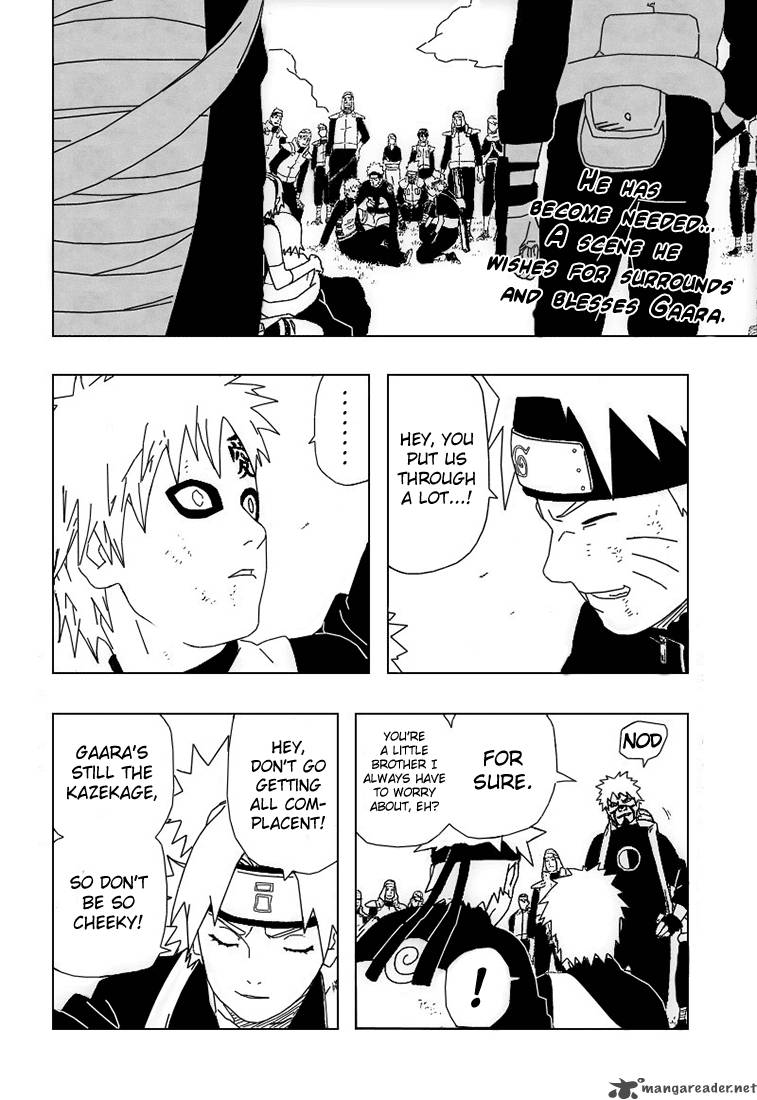 HE HAS
BECOME NEEDED...
A SCENE HE
WISHES FOR SURROUNDS
AND BLESSES GAARA.
HEY, YOU
PUT US
THROUGH
A LOT...!
愛
......
NOD
FOR
SURE.
YOU'RE
A LITTLE
BROTHER I
ALWAYS HAVE
TO WORRY
ABOUT, EH?
!
HEY,
DON'T GO
GETTING
ALL COM-
PLACENT!
GAARA'S
STILL THE
KAZEKAGE,
SO DON'T
BE SO
CHEEKY!
mangareader.net